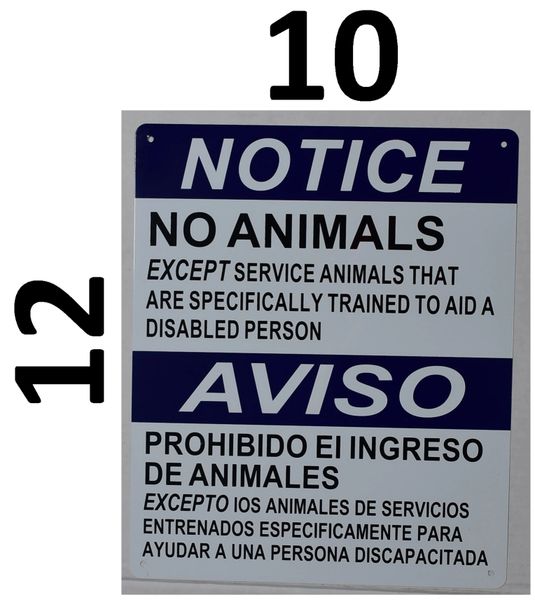 10
12
NOTICE
NO ANIMALS
EXCEPT SERVICE ANIMALS THAT
ARE SPECIFICALLY TRAINED TO AID A
DISABLED PERSON
AVISO
PROHIBIDO EI INGRESO
DE ANIMALES
EXCEPTO IOS ANIMALES DE SERVICIOS
ENTRENADOS ESPECIFICAMENTE PARA
AYUDAR A UNA PERSONA DISCAPACITADA